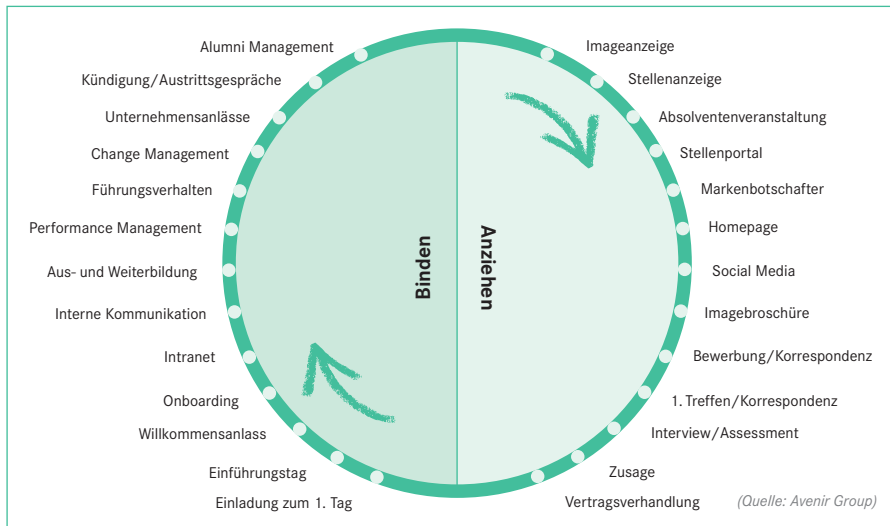 Imageanzeige
Stellenanzeige
Absolventenveranstaltung
Stellenportal
Markenbotschafter
Homepage
Social Media
Imagebroschüre
Bewerbung/Korrespondenz
1. Treffen/Korrespondenz
Interview/Assessment
Zusage
Vertragsverhandlung
Einladung zum 1. Tag
Einführungstag
Willkommensanlass
Onboarding
Intranet
Interne Kommunikation
Aus- und Weiterbildung
Performance Management
Führungsverhalten
Change Management
Unternehmensanlässe
Kündigung/Austrittsgespräche
Alumni Management
Binden
Anziehen
(Quelle: Avenir Group)